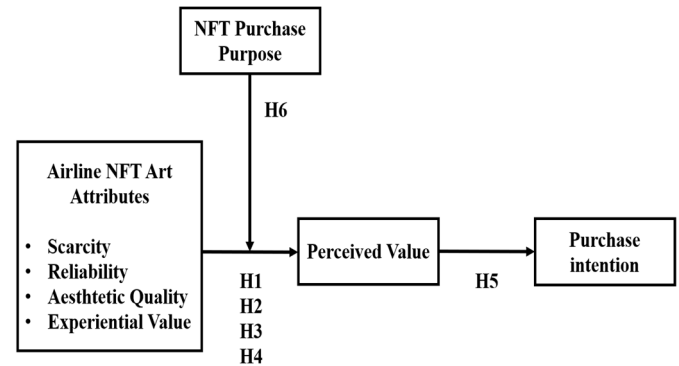 NFT Purchase
Purpose
H6
Airline NFT Art
Attributes
• Scarcity
• Reliability
• Aesthtetic Quality
• Experiential Value
H1
H2
H3
H4
Perceived Value
H5
Purchase
intention